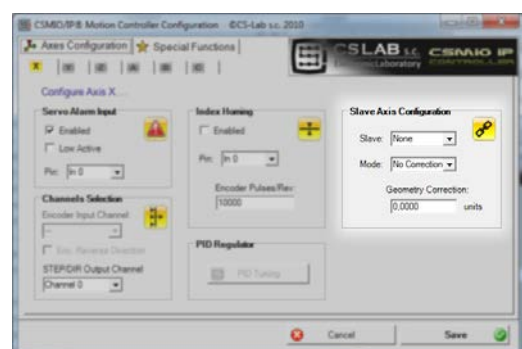 CSMIO/IP® Motion Controller Configuration ©CS-Lab s.c. 2010
Axes Configuration
Special Functions
CSLAB s.c.
Laboratory
CSMIO IP
CONTROLLER
X
Configure Axis X...
Servo Alarm Input
Enabled
Low Active
Pin: In 0
Channels Selection
Encoder Input Channel:
--
Enc. Reverse Direction
STEP/DIR Output Channel
Channel 0
Index Homing
Enabled
Pin: In 0
Encoder Pulses/Rev:
10000
PID Regulator
PID Tuning
Slave Axis Configuration
Slave: None
Mode: No Correction
Geometry Correction:
0,0000 units
Cancel
Save